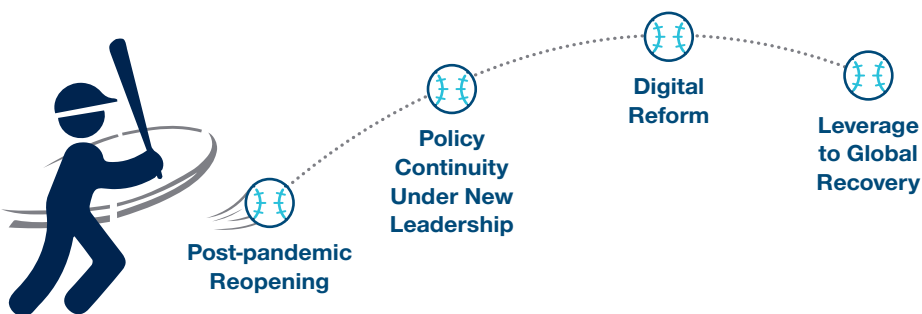 Post-pandemic
Reopening
Policy
Continuity
Under New
Leadership
Digital
Reform
Leverage
to Global
Recovery